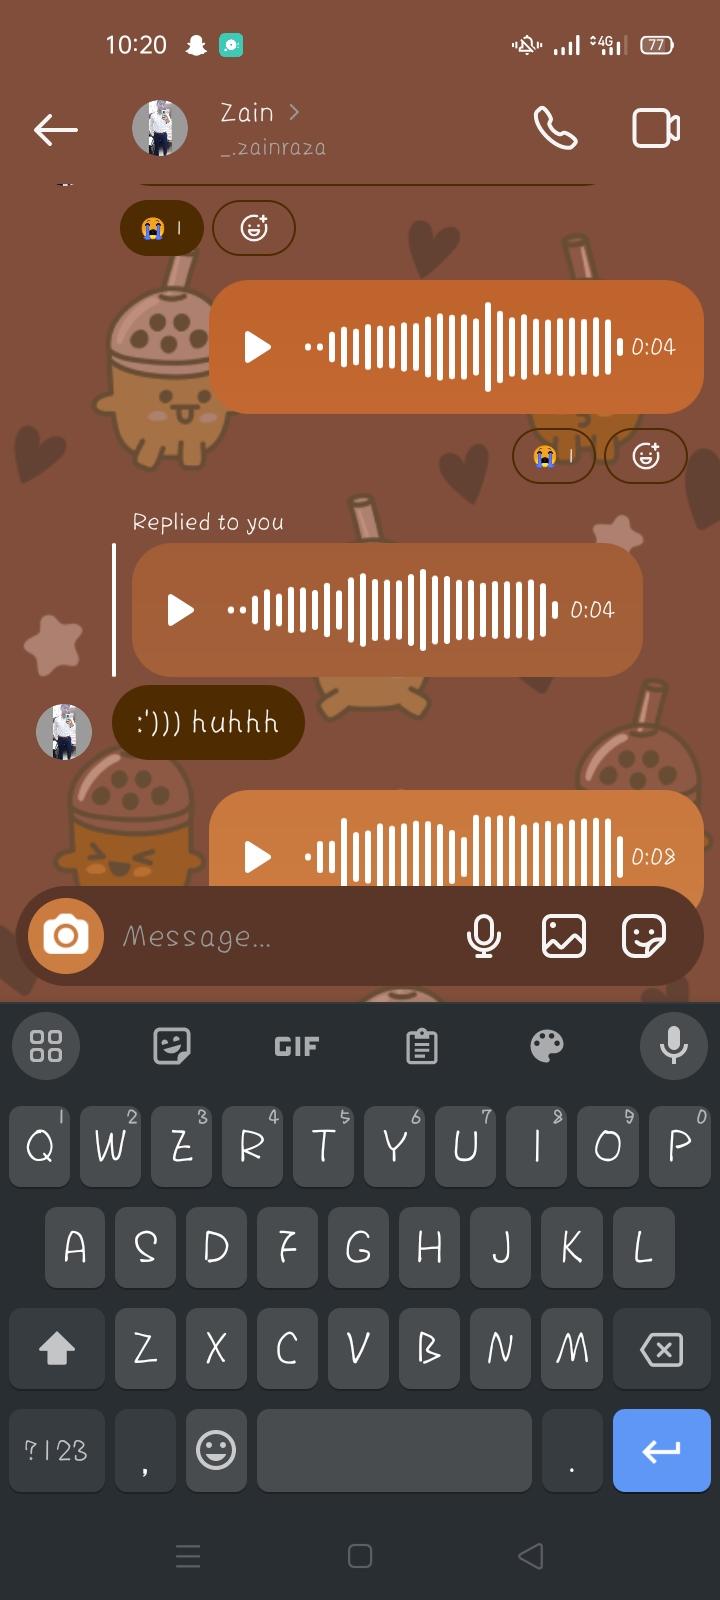 10:20
4G
77
Zain
_.zainraza
1
0:04
1
Replied to you
0:04
:'))) huhhh
0:08
Message...
GIF
1 2 3 4 5 6 7 8 9 0
Q W E R T Y U I O P
A S D F G H J K L
Z X C V B N M
?123 , .